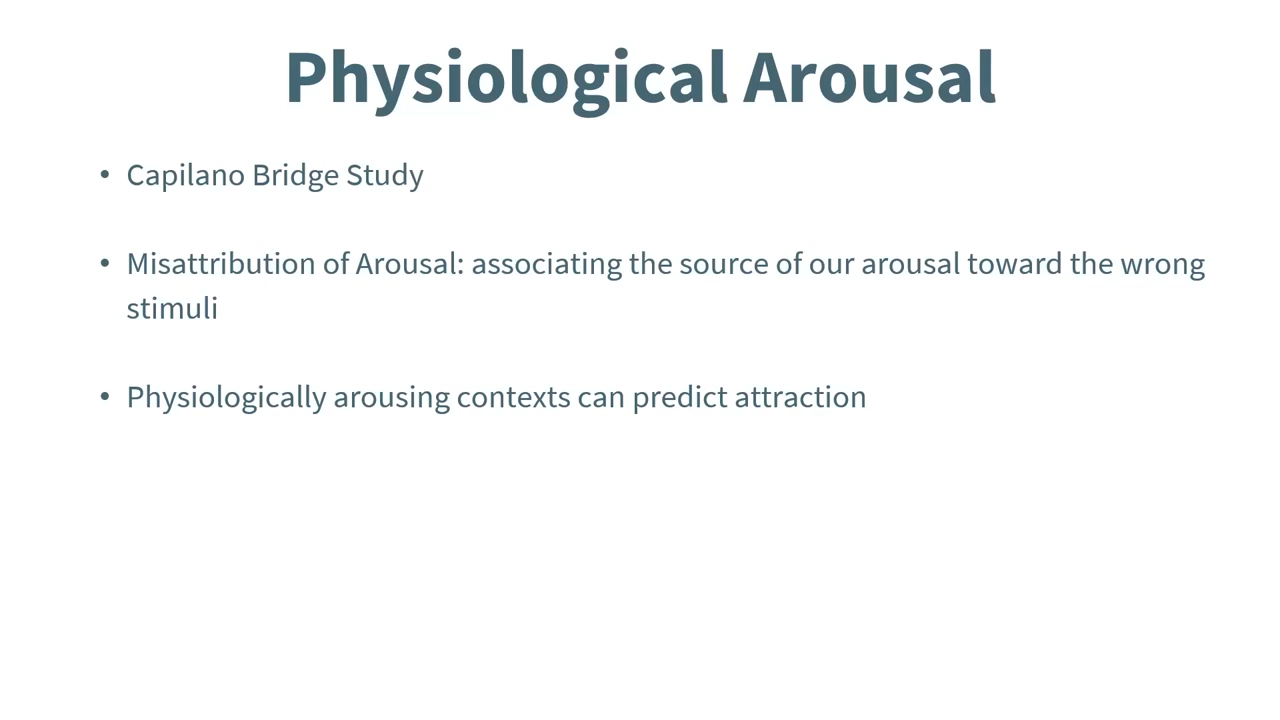 Physiological Arousal
• Capilano Bridge Study
• Misattribution of Arousal: associating the source of our arousal toward the wrong
stimuli
• Physiologically arousing contexts can predict attraction